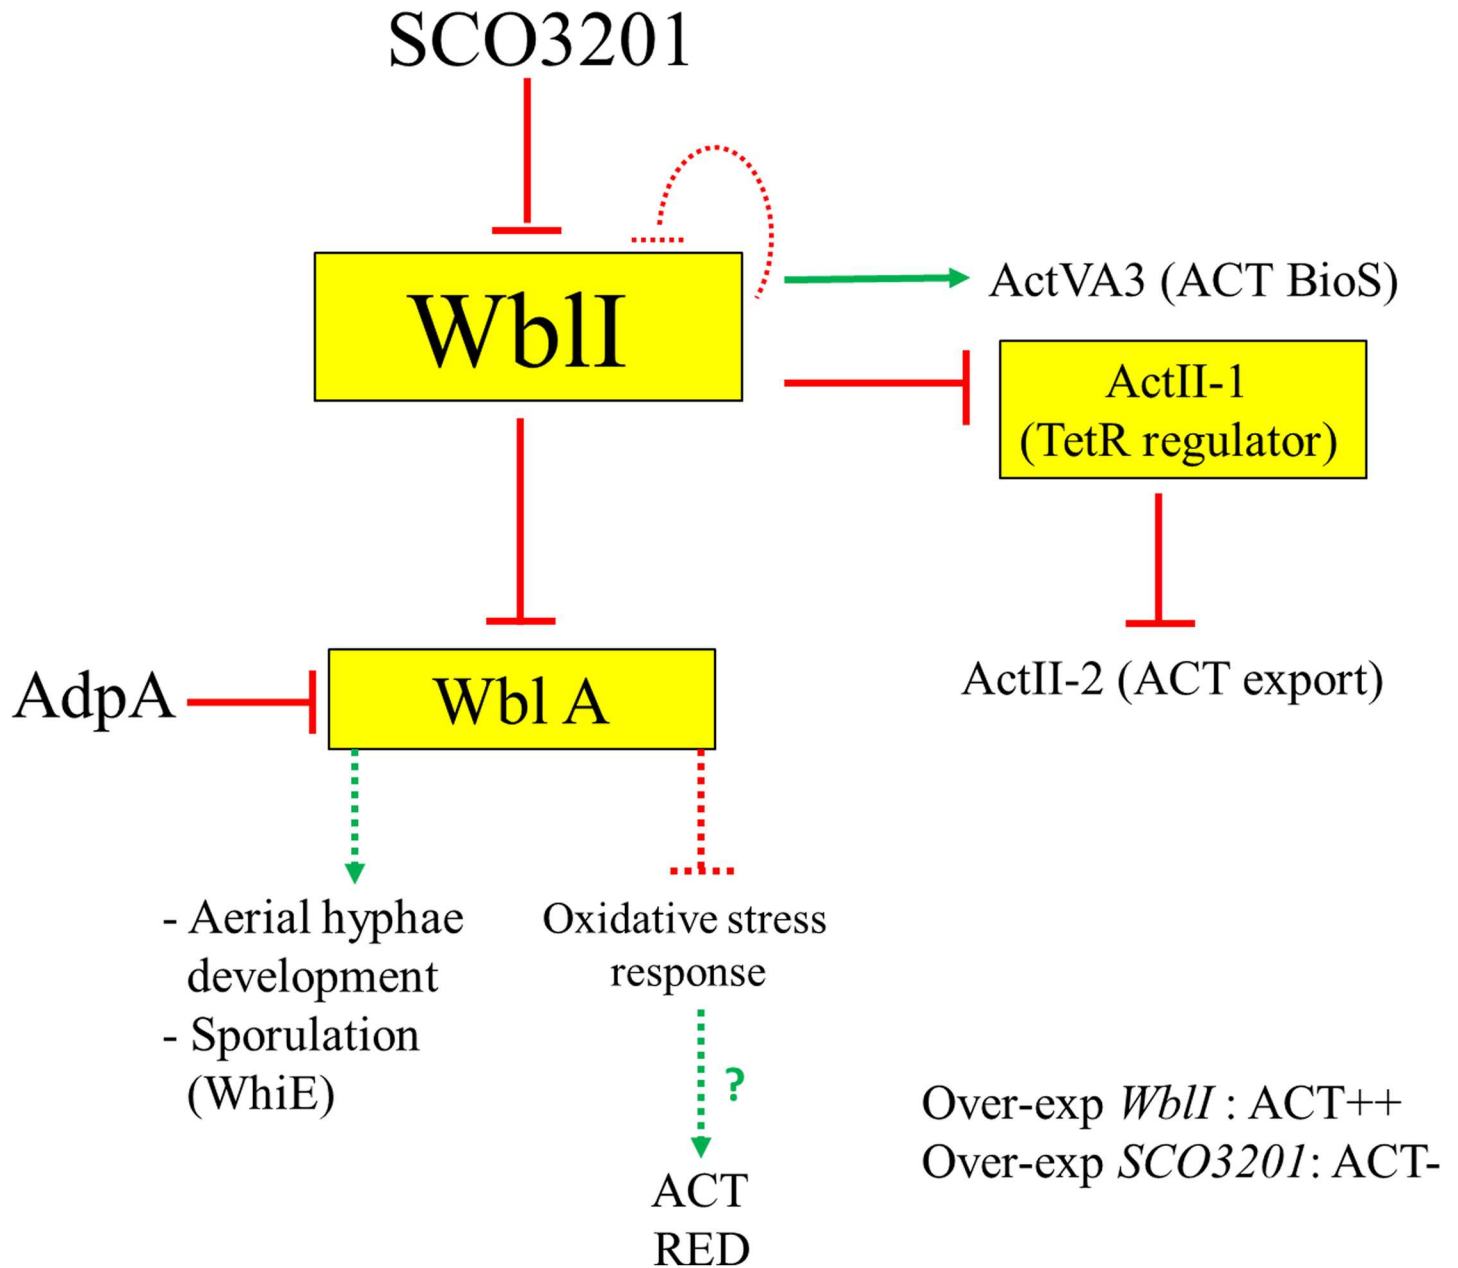 SCO3201
WblI
ActVA3 (ACT BioS)
ActII-1
(TetR regulator)
ActII-2 (ACT export)
AdpA
Wbl A
- Aerial hyphae
development
- Sporulation
(WhiE)
Oxidative stress
response
?
ACT
RED
Over-exp WblI : ACT++
Over-exp SCO3201: ACT-